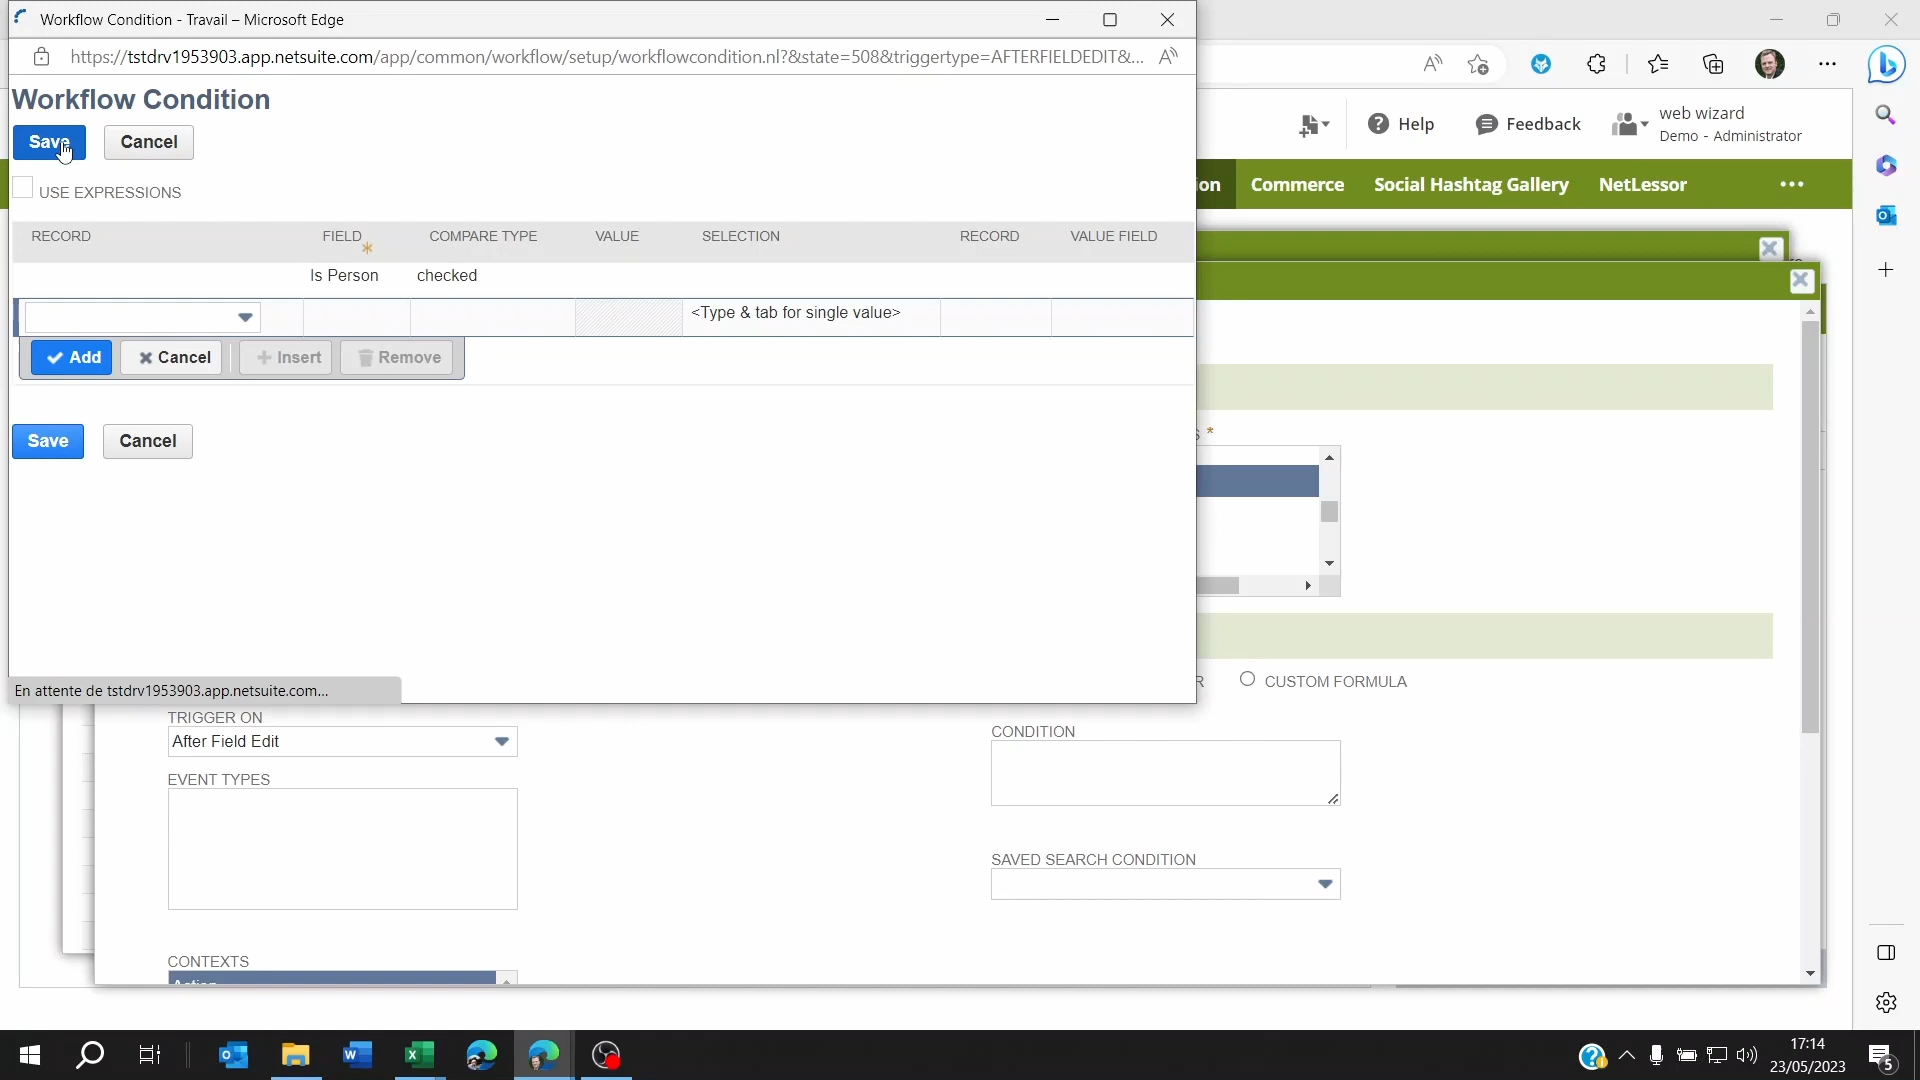 Workflow Condition - Travail – Microsoft Edge
https://tstdrv1953903.app.netsuite.com/app/common/workflow/setup/workflowcondition.nl?&state=508&triggertype=AFTERFIELDEDIT&...
Workflow Condition
Save
Cancel
USE EXPRESSIONS
RECORD
FIELD
COMPARE TYPE
VALUE
SELECTION
RECORD
VALUE FIELD
Is Person
checked
<Type & tab for single value>
Add
Cancel
Insert
Remove
Save
Cancel
En attente de tstdrv1953903.app.netsuite.com...
Help
Feedback
web wizard
Demo - Administrator
Commerce
Social Hashtag Gallery
NetLessor
CUSTOM FORMULA
TRIGGER ON
After Field Edit
EVENT TYPES
CONTEXTS
CONDITION
SAVED SEARCH CONDITION
17:14
23/05/2023
5